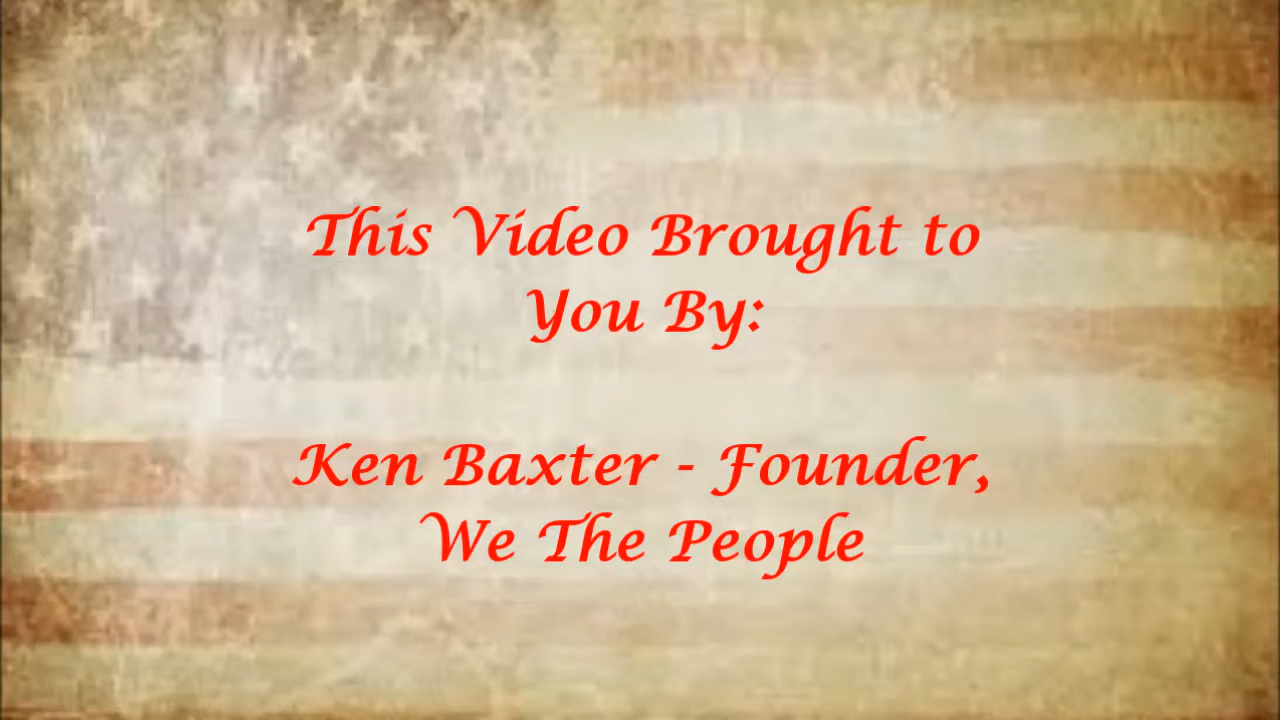 This Video Brought to
You By:
Ken Baxter - Founder,
We The People